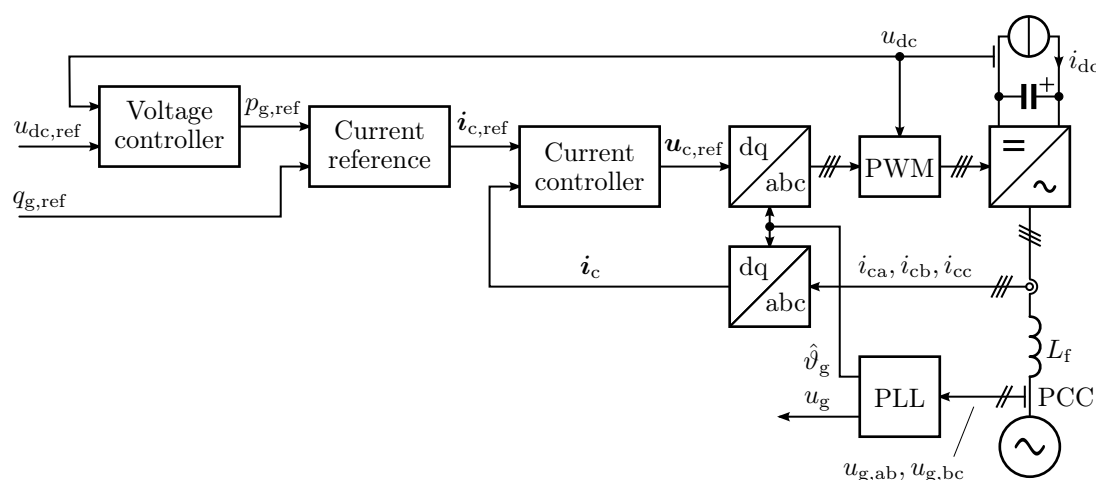 u_dc
i_dc
+
Voltage
controller
u_dc,ref
p_g,ref
Current
reference
q_g,ref
i_c,ref
Current
controller
u_c,ref
dq
abc
PWM
=
~
i_c
dq
abc
i_ca, i_cb, i_cc
L_f
ϑ̂_g
u_g
PLL
PCC
~
u_g,ab, u_g,bc